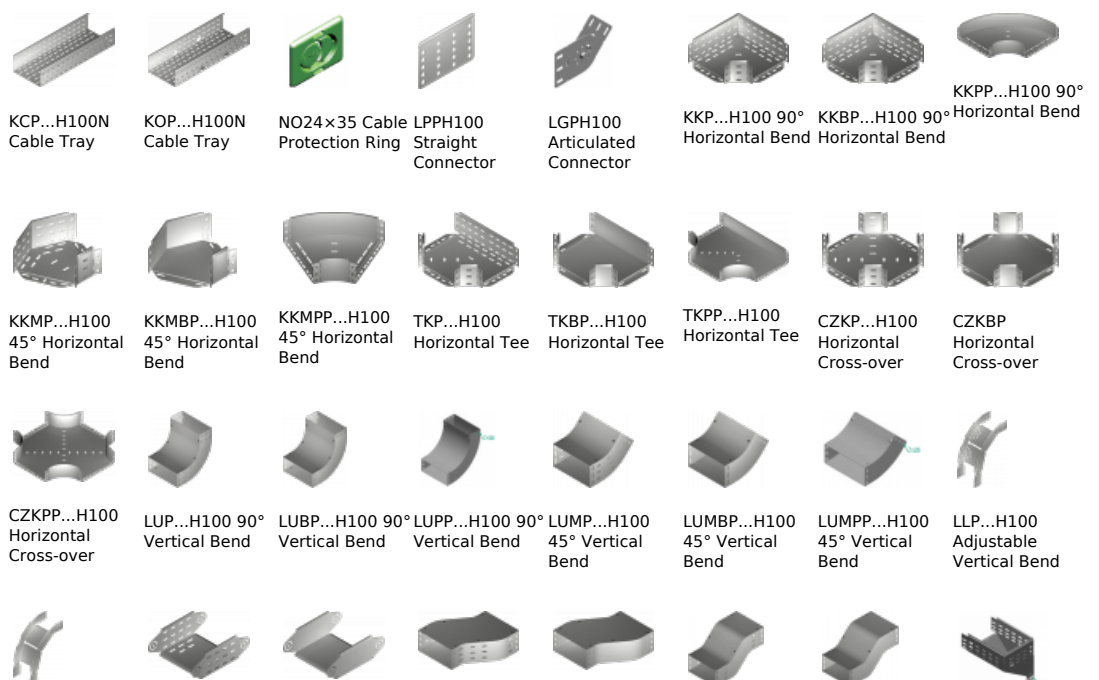 KCP...H100N
Cable Tray
KOP...H100N
Cable Tray
NO24×35 Cable
Protection Ring
LPPH100
Straight
Connector
LGPH100
Articulated
Connector
KKP...H100 90°
Horizontal Bend
KKBP...H100 90°
Horizontal Bend
KKPP...H100 90°
Horizontal Bend
KKMP...H100
45° Horizontal
Bend
KKMBP...H100
45° Horizontal
Bend
KKMPP...H100
45° Horizontal
Bend
TKP...H100
Horizontal Tee
TKBP...H100
Horizontal Tee
TKPP...H100
Horizontal Tee
CZKP...H100
Horizontal
Cross-over
CZKBP
Horizontal
Cross-over
CZKPP...H100
Horizontal
Cross-over
LUP...H100 90°
Vertical Bend
LUBP...H100 90°
Vertical Bend
LUPP...H100 90°
Vertical Bend
LUMP...H100
45° Vertical
Bend
LUMBP...H100
45° Vertical
Bend
LUMPP...H100
45° Vertical
Bend
LLP...H100
Adjustable
Vertical Bend